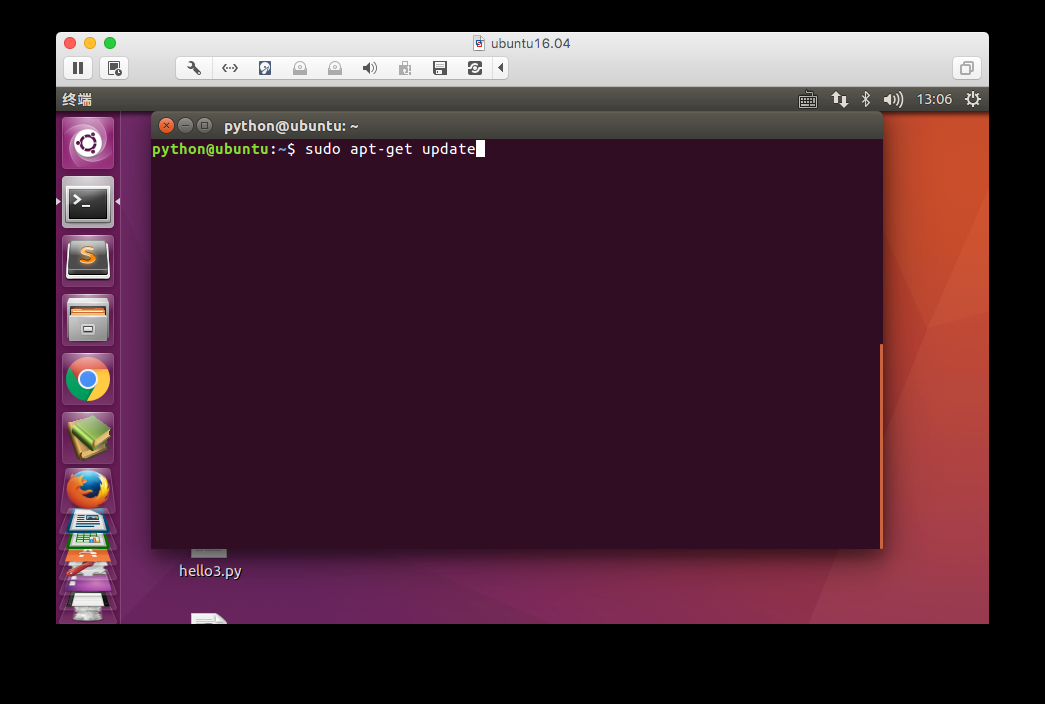 ubuntu16.04
终端
13:06
python@ubuntu: ~
python@ubuntu:~$ sudo apt-get update
hello3.py